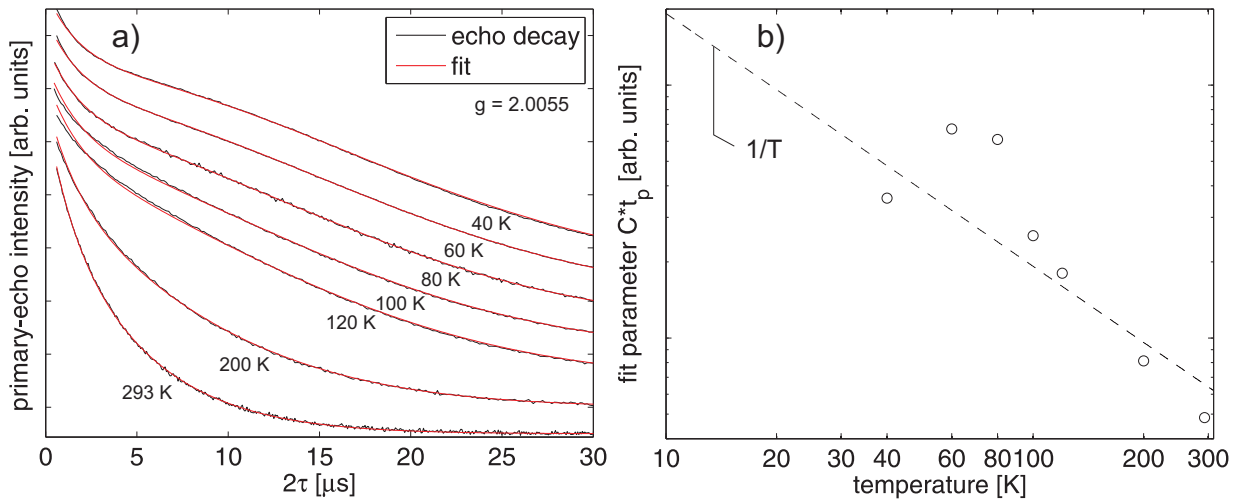 a)
echo decay
fit
g = 2.0055
40 K
60 K
80 K
100 K
120 K
200 K
293 K
primary-echo intensity [arb. units]
0 5 10 15 20 25 30
2τ [μs]
b)
1/T
fit parameter C*t_p [arb. units]
10 20 30 40 60 80 100 200 300
temperature [K]